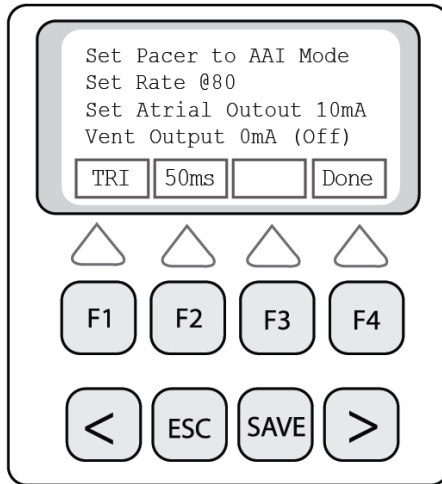 Set Pacer to AAI Mode
Set Rate @80
Set Atrial Outout 10mA
Vent Output 0mA (Off)
TRI 50ms Done
F1 F2 F3 F4
< ESC SAVE >